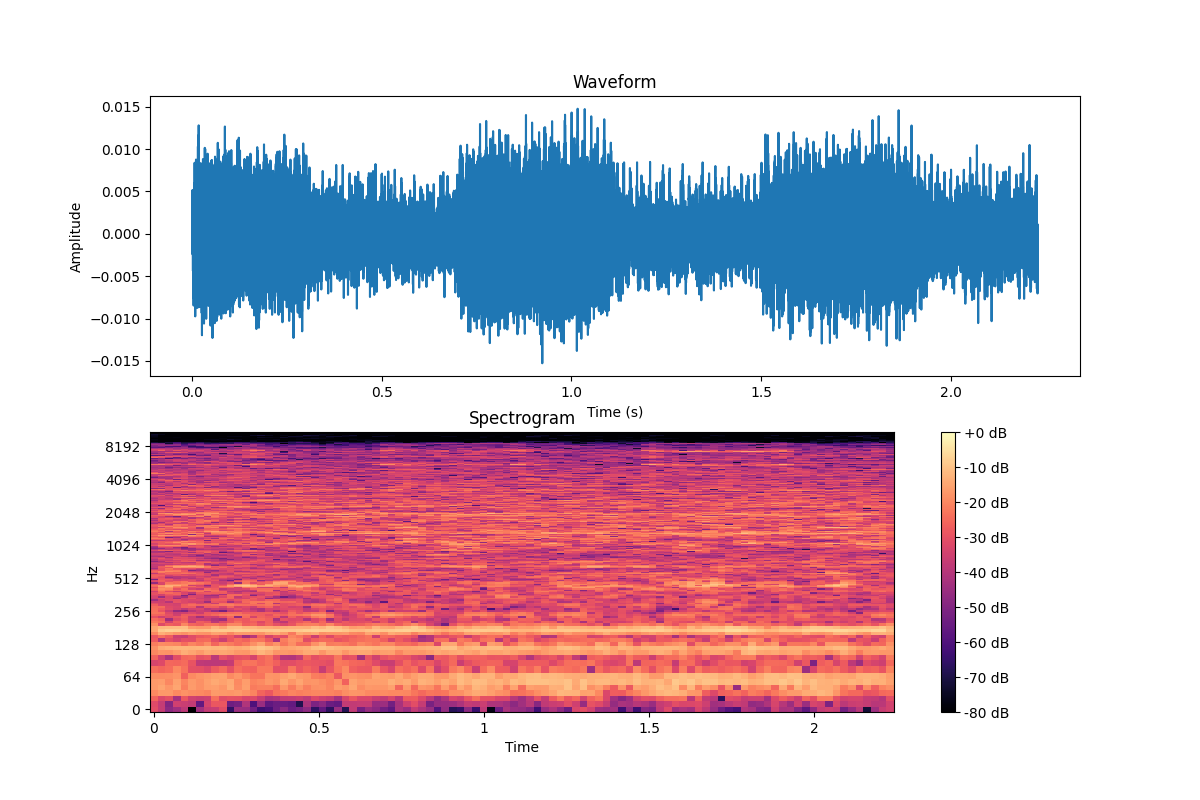 Waveform
0.015
0.010
0.005
0.000
−0.005
−0.010
−0.015
Amplitude
0.0 0.5 1.0 1.5 2.0
Time (s)
Spectrogram
8192
4096
2048
1024
512
256
128
64
0
Hz
0 0.5 1 1.5 2
Time
+0 dB
-10 dB
-20 dB
-30 dB
-40 dB
-50 dB
-60 dB
-70 dB
-80 dB